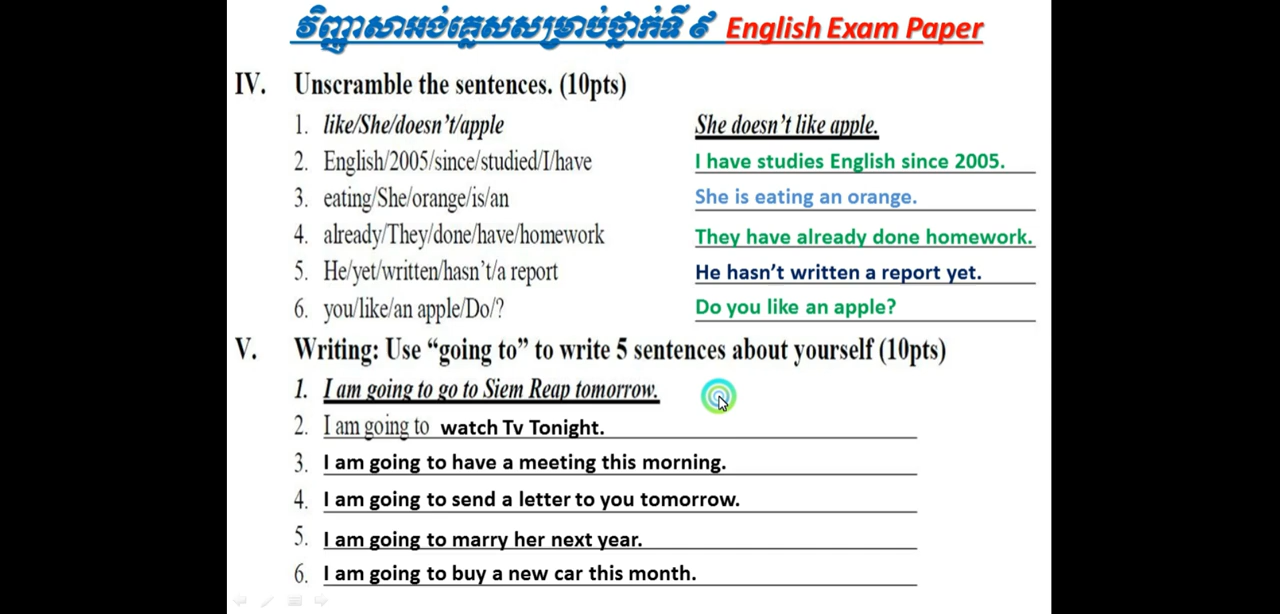 វិញ្ញាសាអង់គ្លេសសម្រាប់ថ្នាក់ទី ៩ English Exam Paper
IV. Unscramble the sentences. (10pts)
1. like/She/doesn't/apple She doesn't like apple.
2. English/2005/since/studied/I/have I have studies English since 2005.
3. eating/She/orange/is/an She is eating an orange.
4. already/They/done/have/homework They have already done homework.
5. He/yet/written/hasn't/a report He hasn't written a report yet.
6. you/like/an apple/Do/? Do you like an apple?
V. Writing: Use “going to” to write 5 sentences about yourself (10pts)
1. I am going to go to Siem Reap tomorrow.
2. I am going to watch Tv Tonight.
3. I am going to have a meeting this morning.
4. I am going to send a letter to you tomorrow.
5. I am going to marry her next year.
6. I am going to buy a new car this month.